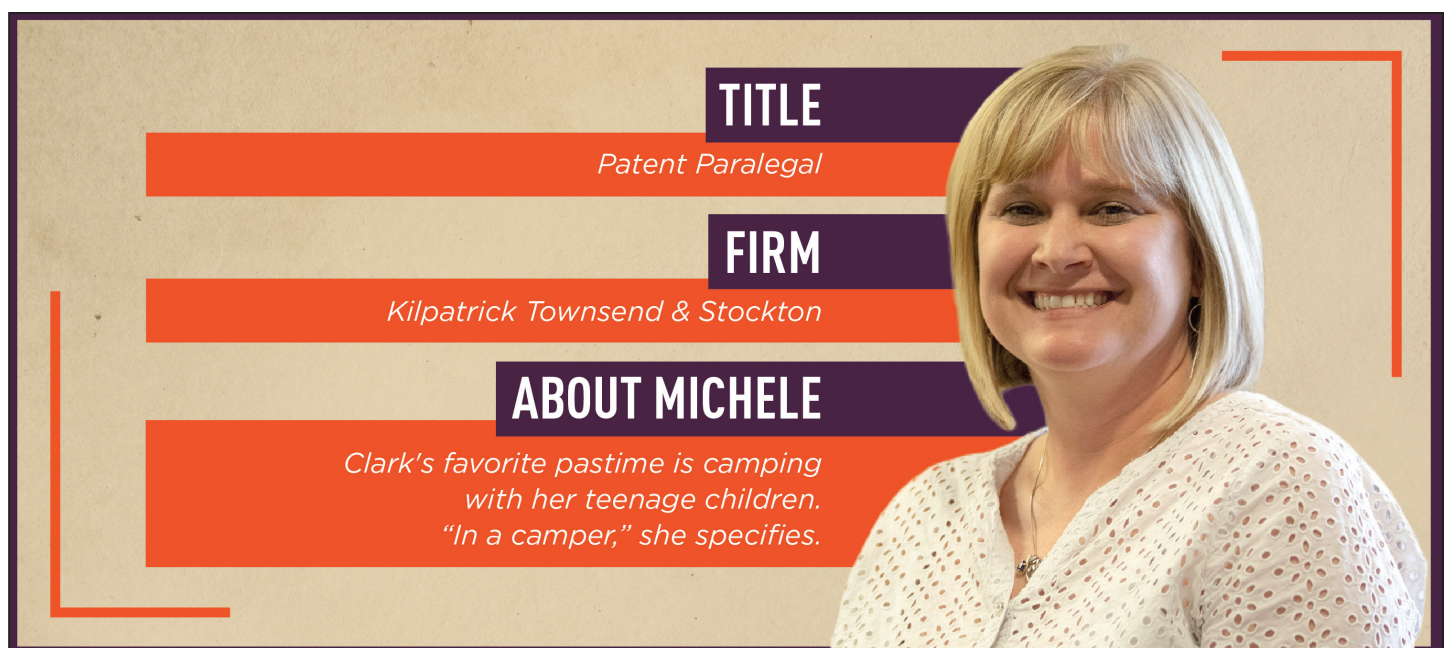 TITLE
Patent Paralegal
FIRM
Kilpatrick Townsend & Stockton
ABOUT MICHELE
Clark's favorite pastime is camping
with her teenage children.
“In a camper,” she specifies.